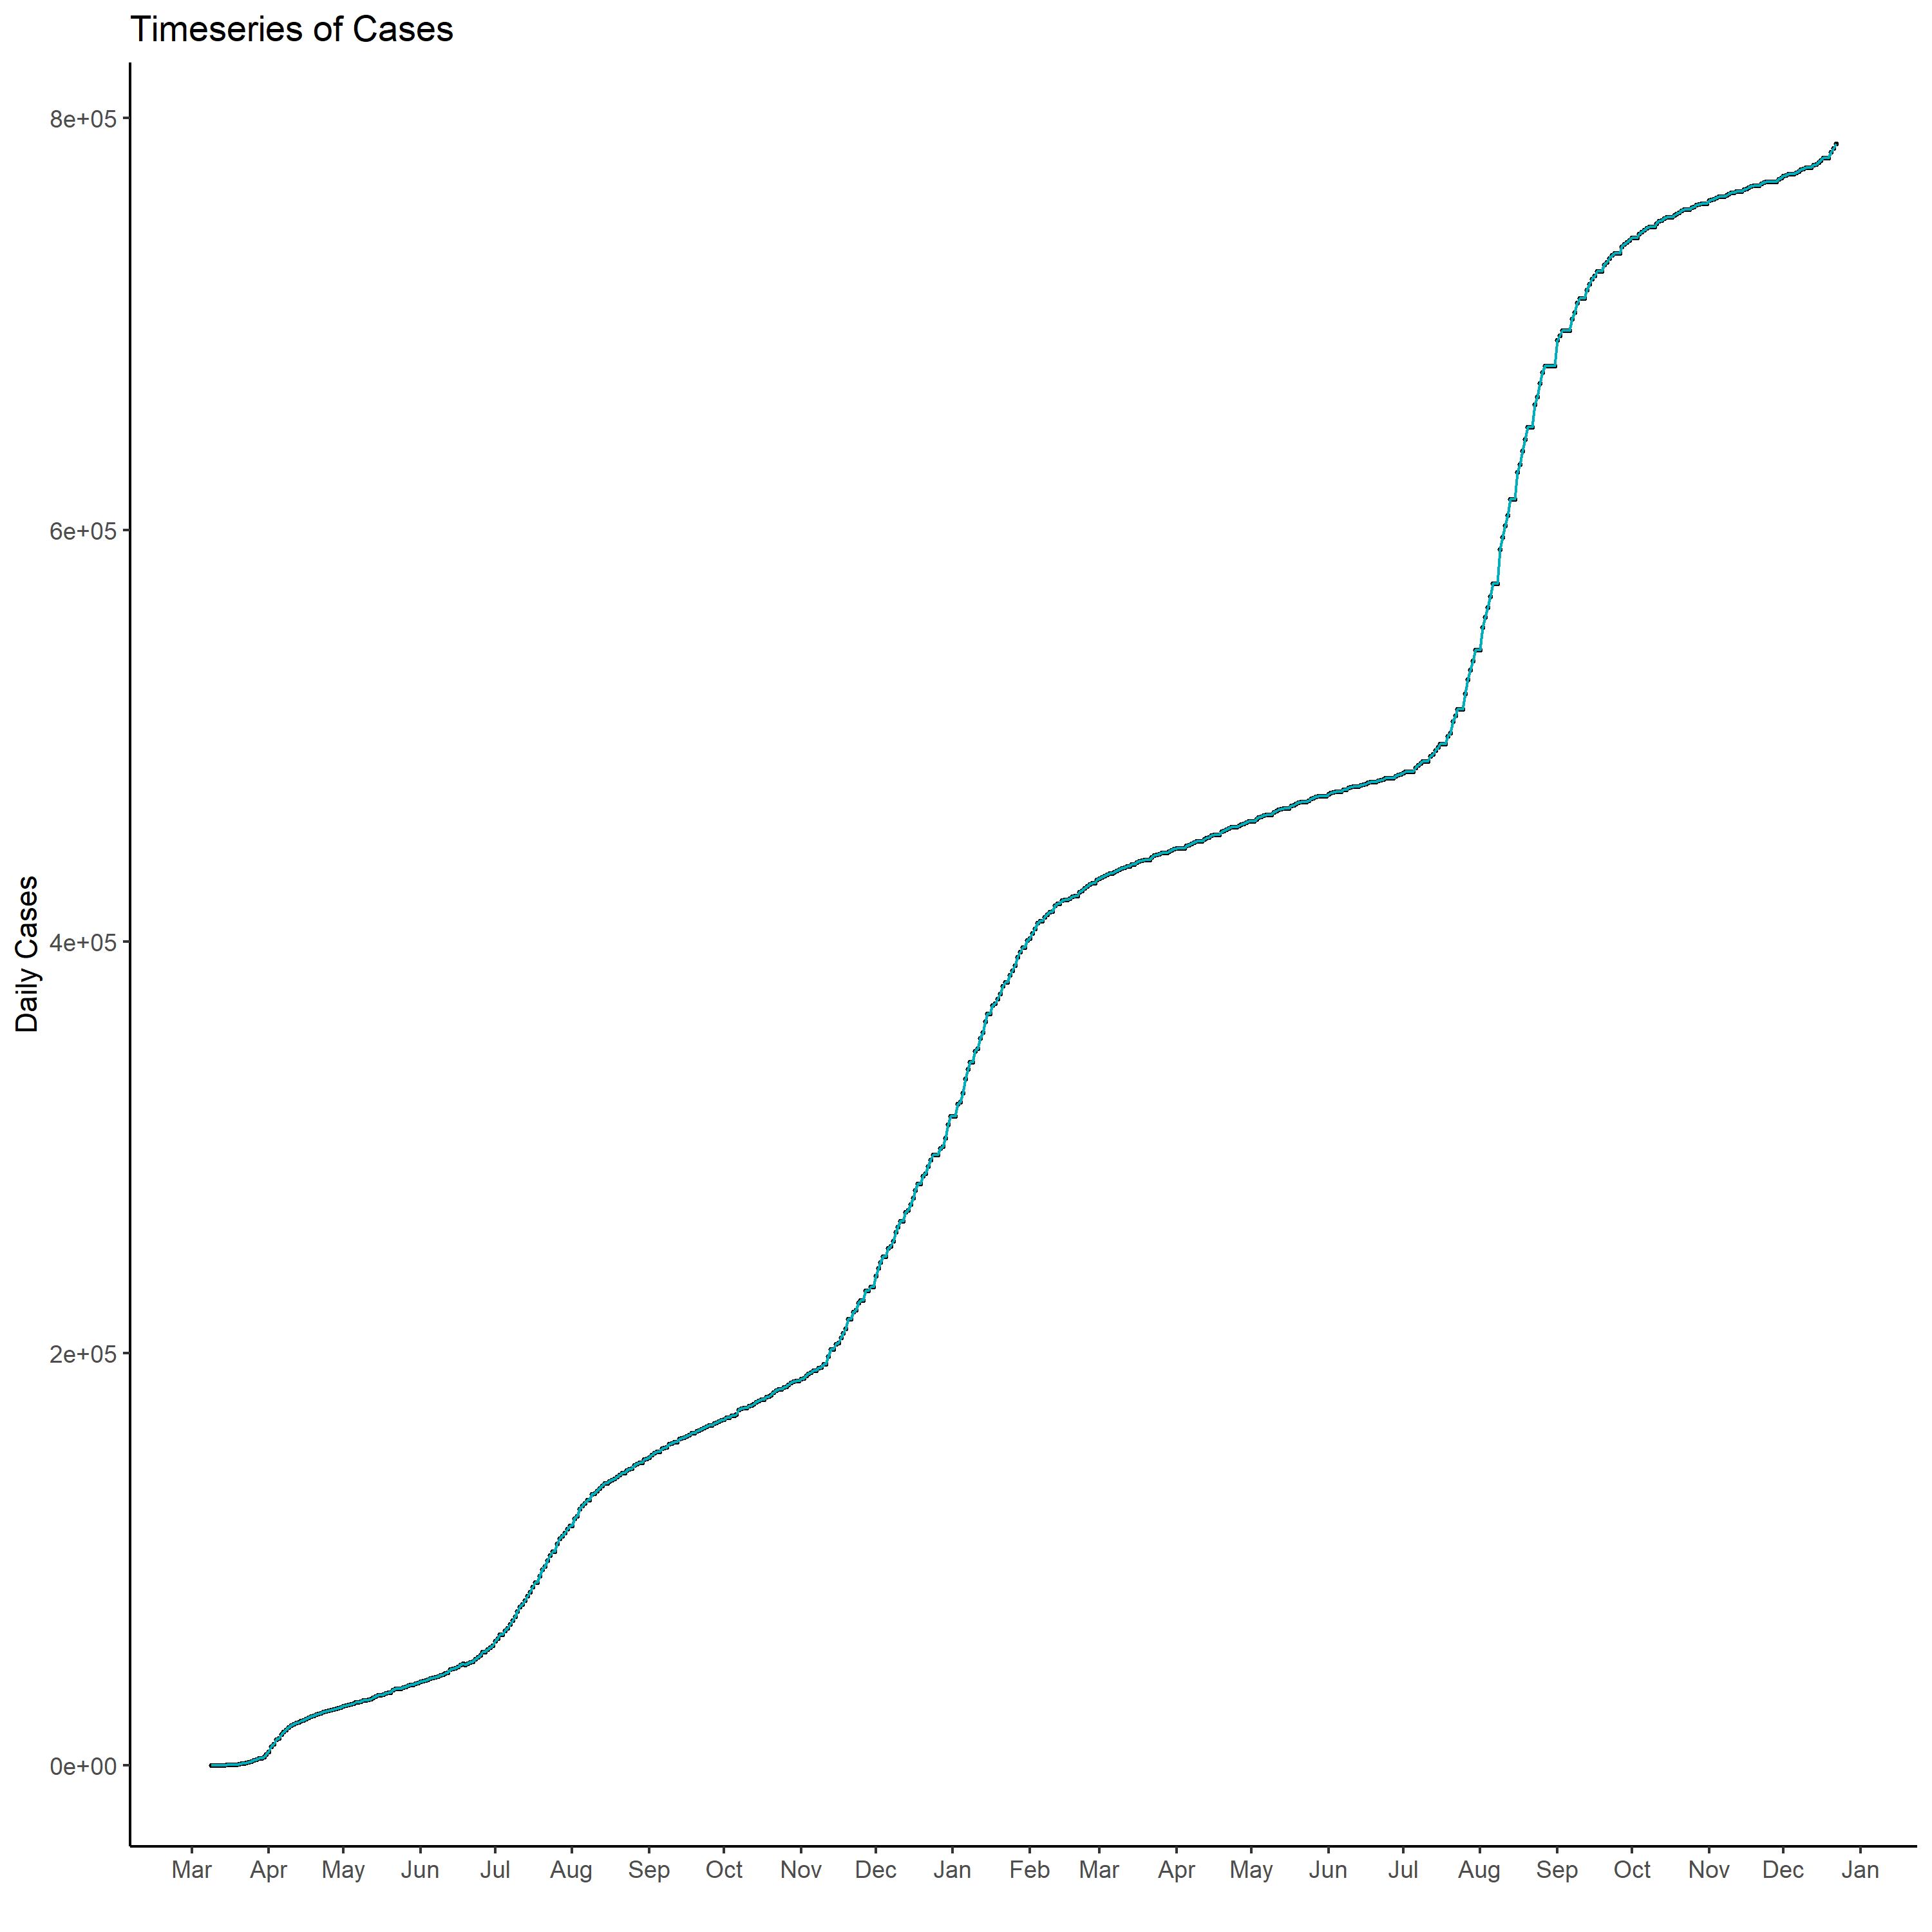 Timeseries of Cases
Daily Cases
8e+05
6e+05
4e+05
2e+05
0e+00
Mar Apr May Jun Jul Aug Sep Oct Nov Dec Jan Feb Mar Apr May Jun Jul Aug Sep Oct Nov Dec Jan